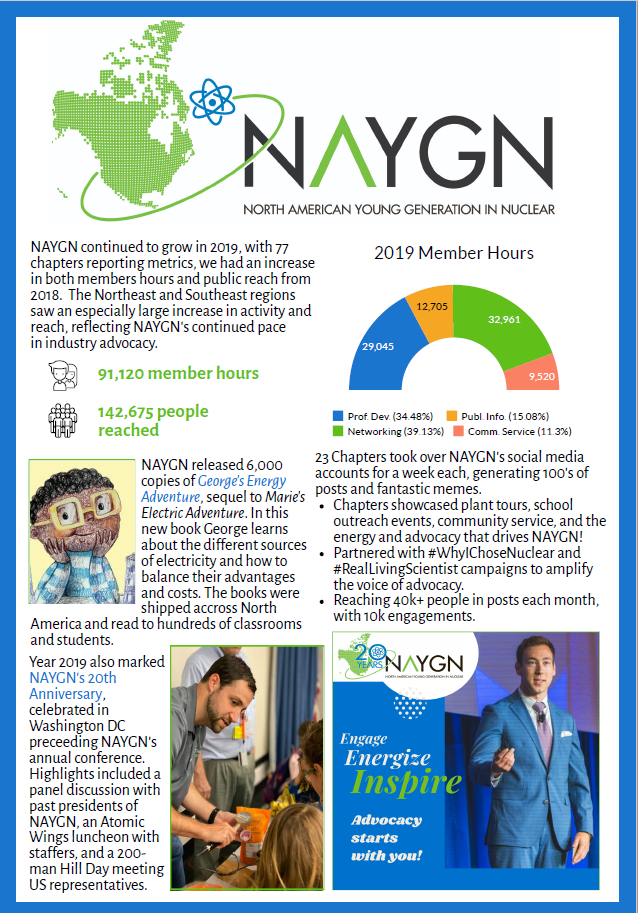 NAYGN
NORTH AMERICAN YOUNG GENERATION IN NUCLEAR
NAYGN continued to grow in 2019, with 77
chapters reporting metrics, we had an increase
in both members hours and public reach from
2018. The Northeast and Southeast regions
saw an especially large increase in activity and
reach, reflecting NAYGN's continued pace
in industry advocacy.
91,120 member hours
142,675 people
reached
2019 Member Hours
29,045
12,705
32,961
9,520
Prof. Dev. (34.48%)
Publ. Info. (15.08%)
Networking (39.13%)
Comm. Service (11.3%)
NAYGN released 6,000
copies of George's Energy
Adventure, sequel to Marie's
Electric Adventure. In this
new book George learns
about the different sources
of electricity and how to
balance their advantages
and costs. The books were
shipped accross North
America and read to hundreds of classrooms
and students.
23 Chapters took over NAYGN's social media
accounts for a week each, generating 100's of
posts and fantastic memes.
• Chapters showcased plant tours, school
outreach events, community service, and the
energy and advocacy that drives NAYGN!
• Partnered with #WhyIChoseNuclear and
#RealLivingScientist campaigns to amplify
the voice of advocacy.
• Reaching 40k+ people in posts each month,
with 10k engagements.
Year 2019 also marked
NAYGN's 20th
Anniversary,
celebrated in
Washington DC
preceeding NAYGN's
annual conference.
Highlights included a
panel discussion with
past presidents of
NAYGN, an Atomic
Wings luncheon with
staffers, and a 200-
man Hill Day meeting
US representatives.
20
YEARS
NAYGN
NORTH AMERICAN YOUNG GENERATION IN NUCLEAR
Engage
Energize
Inspire
Advocacy
starts
with you!